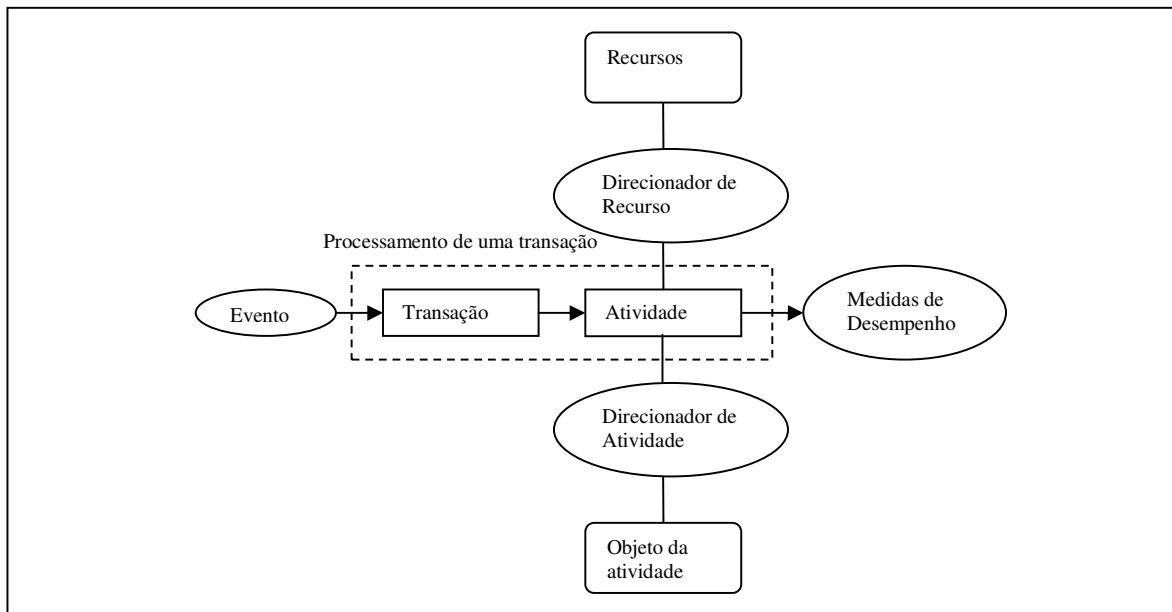 Recursos
Direcionador de
Recurso
Processamento de uma transação
Evento
Transação
Atividade
Medidas de
Desempenho
Direcionador de
Atividade
Objeto da
atividade